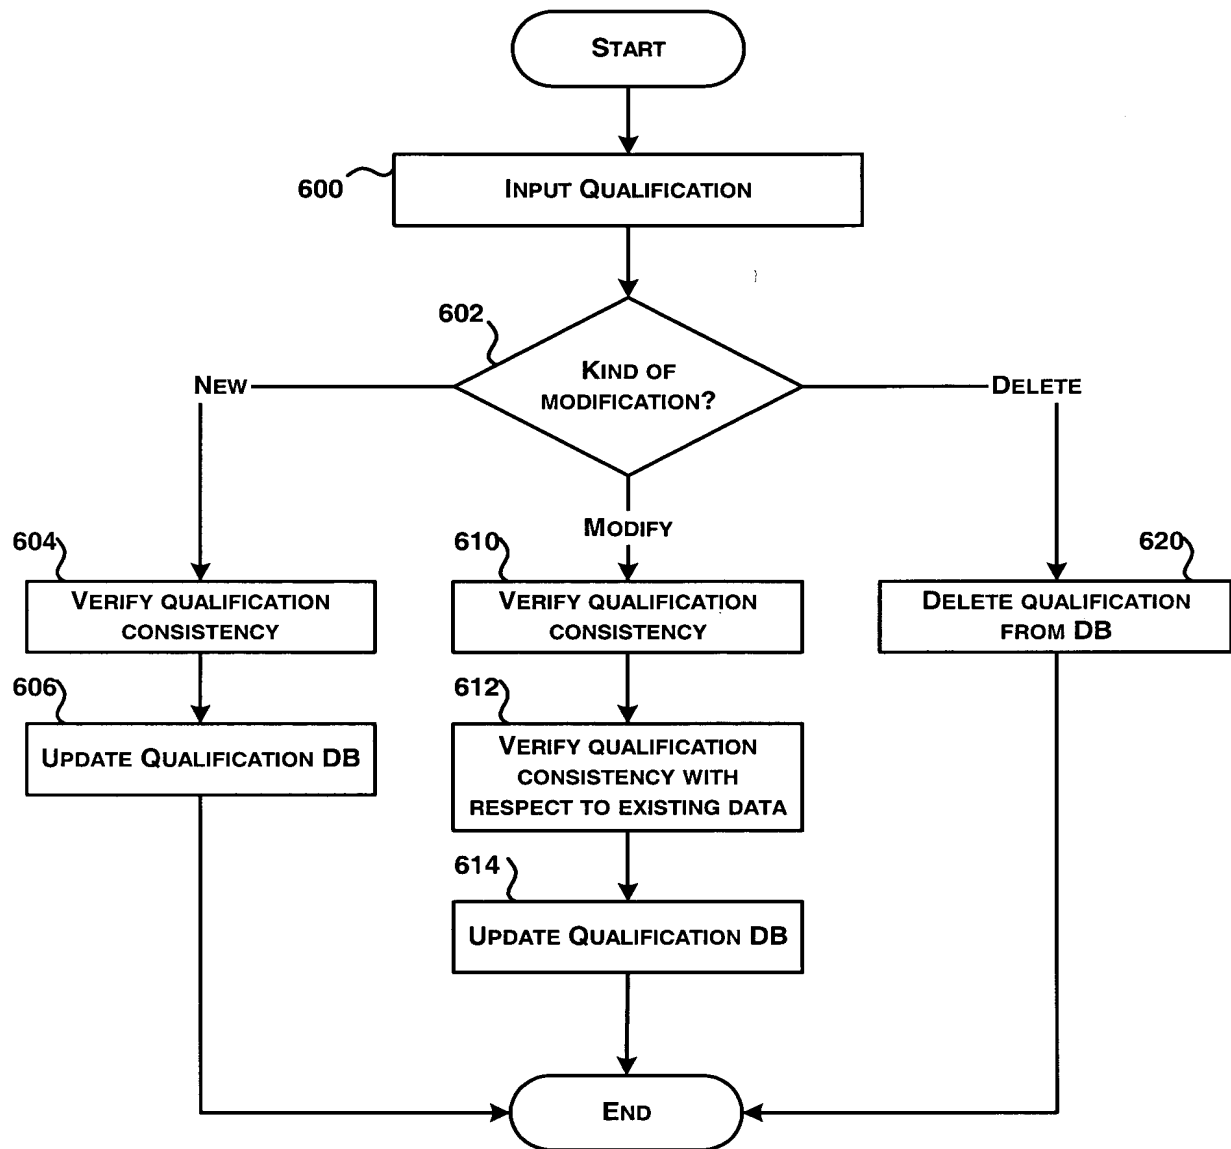 START
600
INPUT QUALIFICATION
602
KIND OF
MODIFICATION?
NEW
DELETE
MODIFY
604
VERIFY QUALIFICATION
CONSISTENCY
610
VERIFY QUALIFICATION
CONSISTENCY
620
DELETE QUALIFICATION
FROM DB
606
UPDATE QUALIFICATION DB
612
VERIFY QUALIFICATION
CONSISTENCY WITH
RESPECT TO EXISTING DATA
614
UPDATE QUALIFICATION DB
END